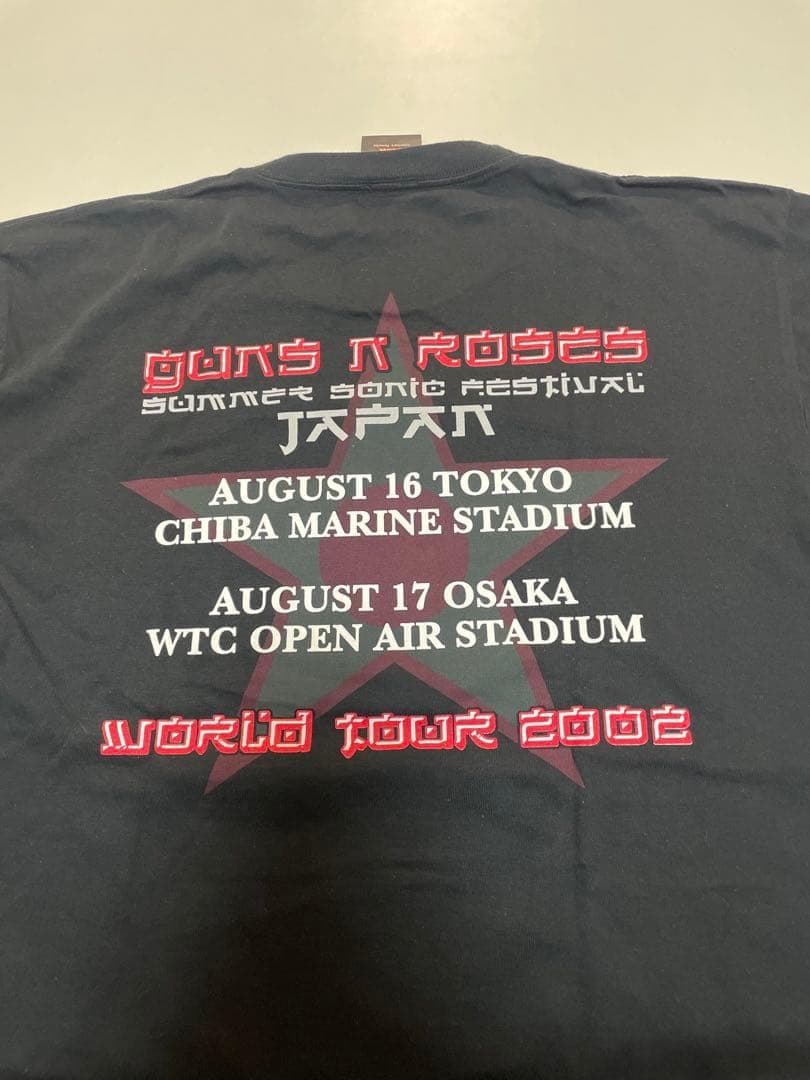 GUNS N ROSES
SUMMER SONIC FESTIVAL
JAPAN
AUGUST 16 TOKYO
CHIBA MARINE STADIUM
AUGUST 17 OSAKA
WTC OPEN AIR STADIUM
WORLD TOUR 2002